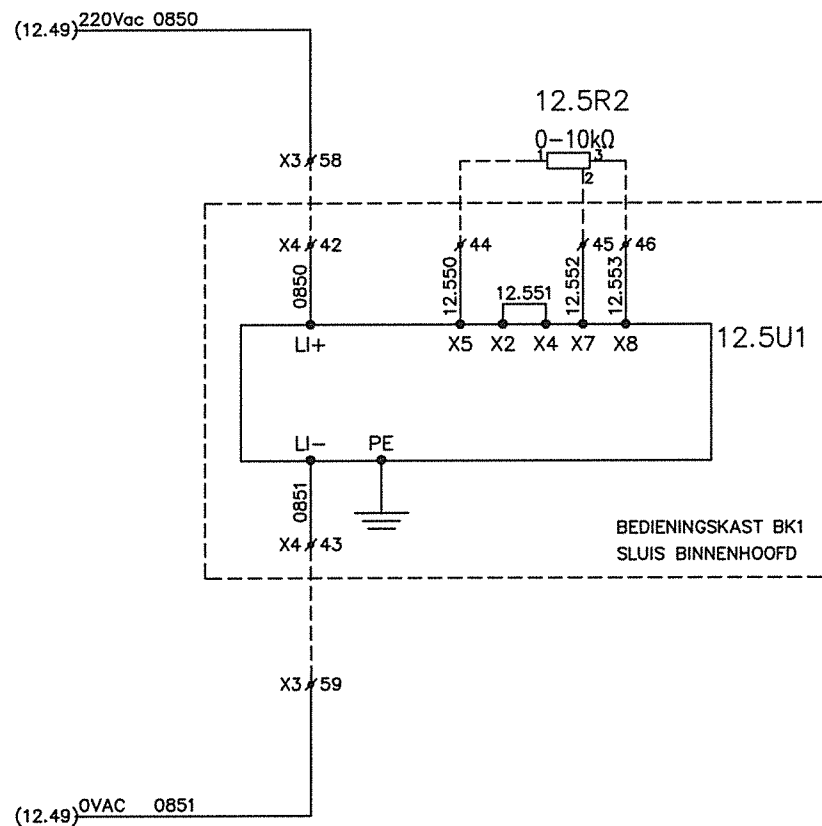 (12.49) 220Vac 0850
12.5R2
0-10kΩ
1 3
2
X3 58
X4 42 44 45 46
0850 12.550 12.551 12.552 12.553
LI+ X5 X2 X4 X7 X8 12.5U1
LI- PE
0851
BEDIENINGSKAST BK1
X4 43
SLUIS BINNENHOOFD
X3 59
(12.49) 0VAC 0851